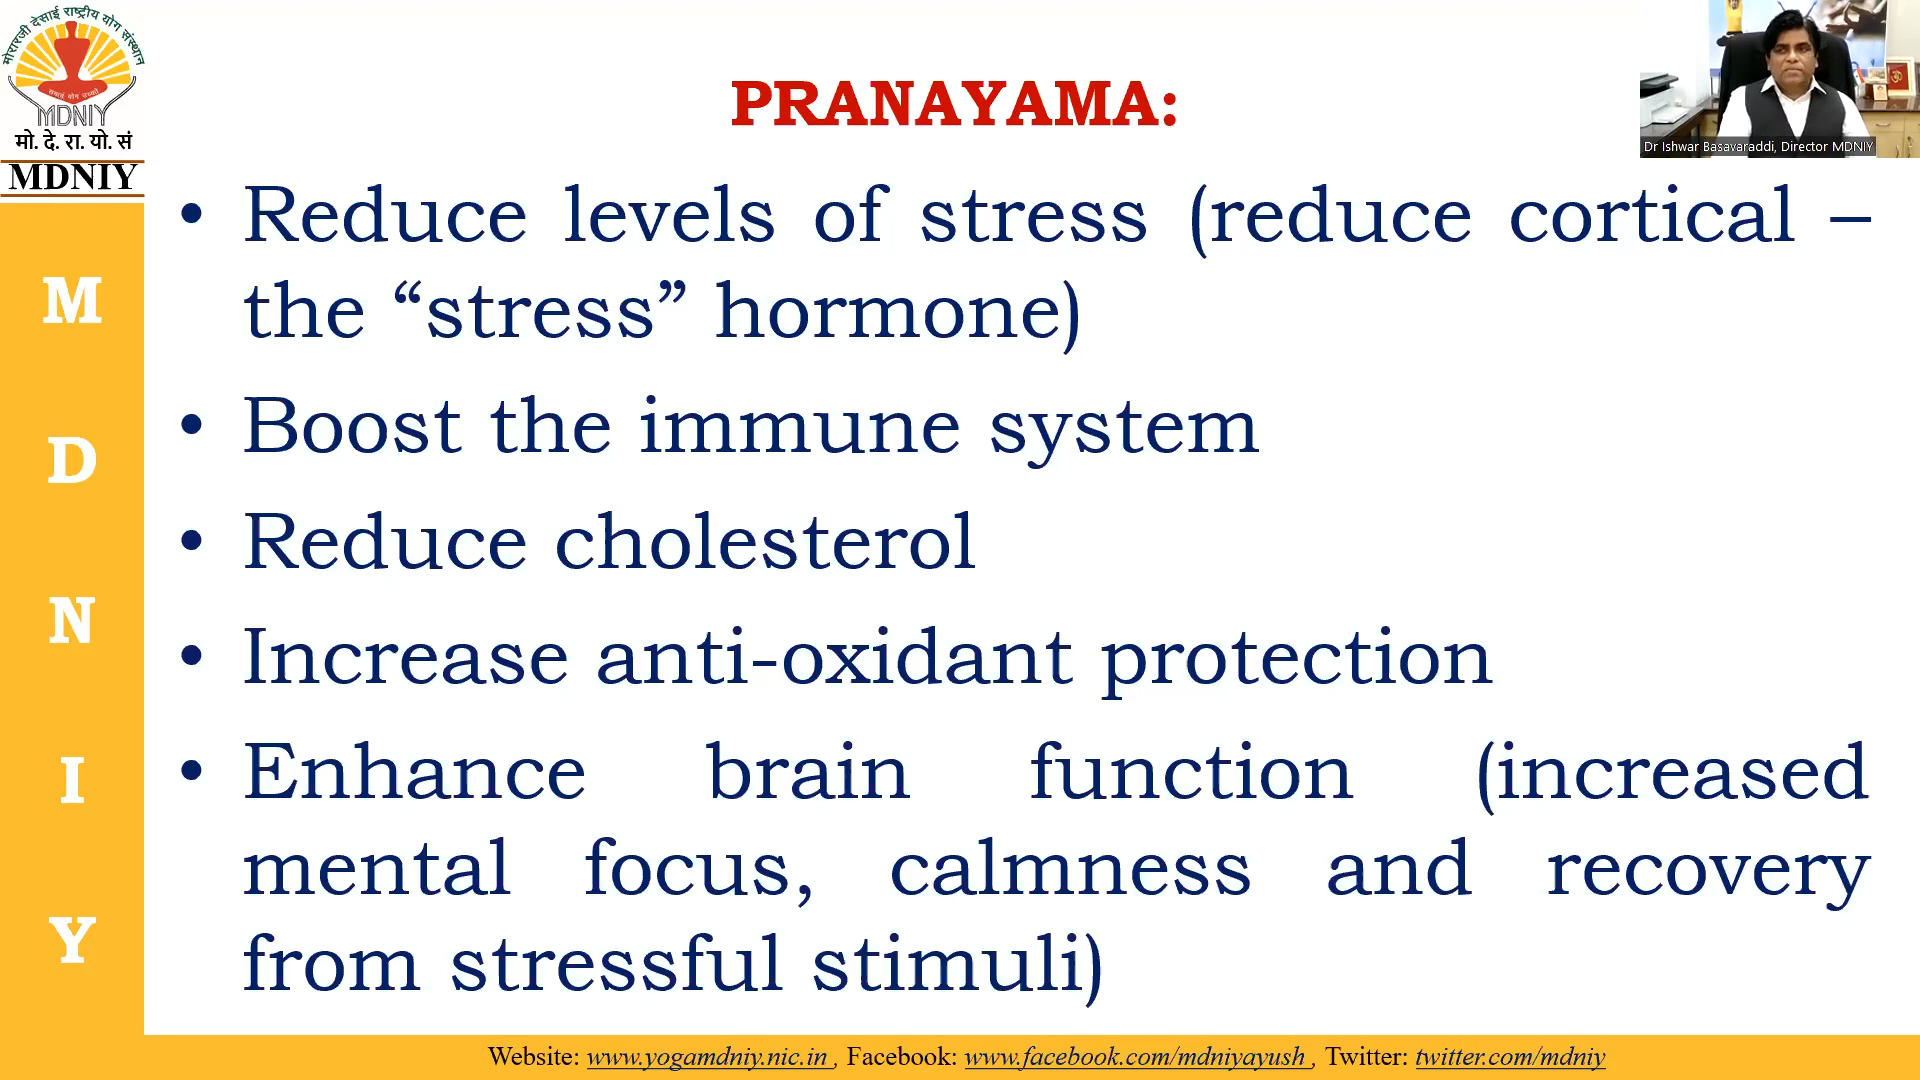 मोरारजी देसाई राष्ट्रीय योग संस्थान
MDNIY
मो. दे. रा. यो. सं
MDNIY
M
D
N
I
Y
Dr Ishwar Basavaraddi, Director MDNIY
PRANAYAMA:
• Reduce levels of stress (reduce cortical –
the “stress” hormone)
• Boost the immune system
• Reduce cholesterol
• Increase anti-oxidant protection
• Enhance brain function (increased
mental focus, calmness and recovery
from stressful stimuli)
Website: www.yogamdniy.nic.in , Facebook: www.facebook.com/mdniyayush , Twitter: twitter.com/mdniy